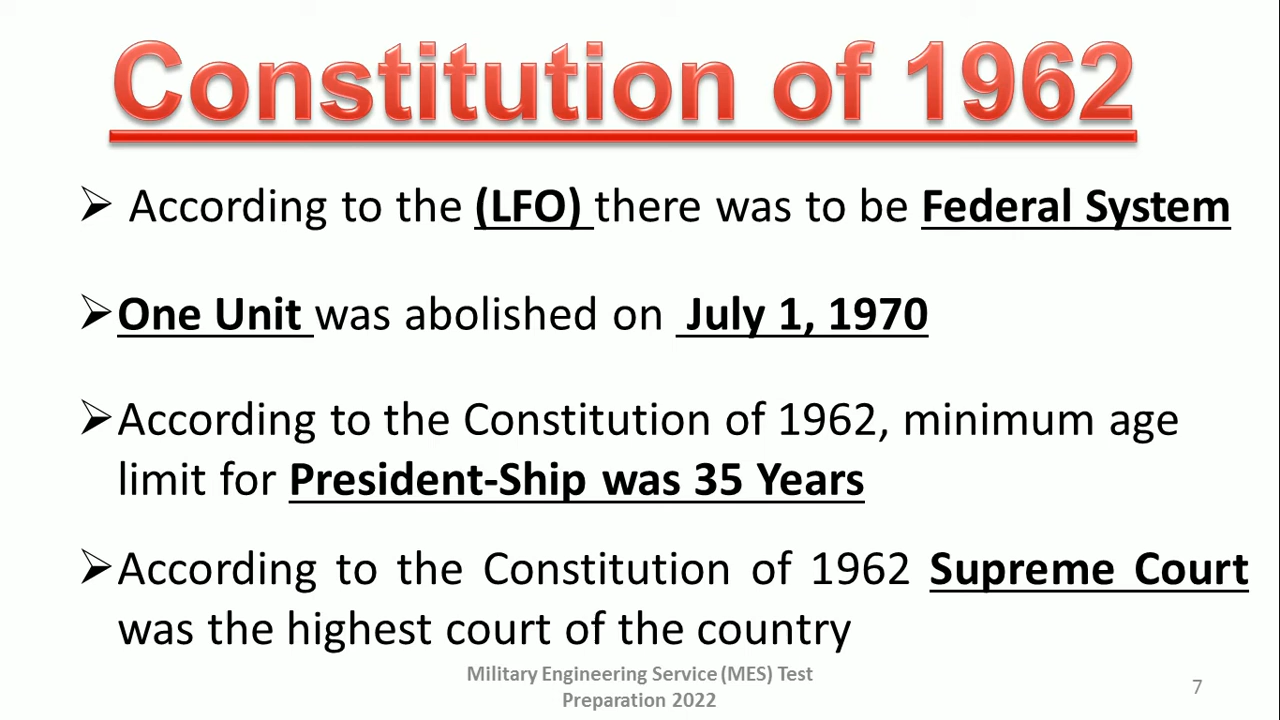 Constitution of 1962
➢ According to the (LFO) there was to be Federal System
➢ One Unit was abolished on July 1, 1970
➢ According to the Constitution of 1962, minimum age
limit for President-Ship was 35 Years
➢ According to the Constitution of 1962 Supreme Court
was the highest court of the country
Military Engineering Service (MES) Test
Preparation 2022
7